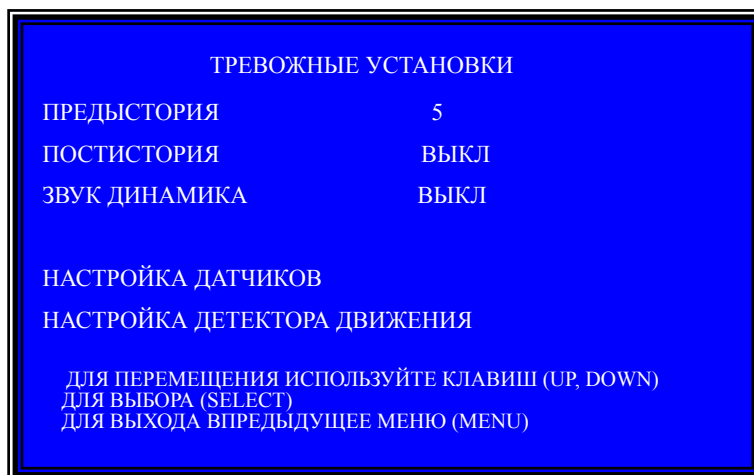 ТРЕВОЖНЫЕ УСТАНОВКИ
ПРЕДЫСТОРИЯ 5
ПОСТИСТОРИЯ ВЫКЛ
ЗВУК ДИНАМИКА ВЫКЛ
НАСТРОЙКА ДАТЧИКОВ
НАСТРОЙКА ДЕТЕКТОРА ДВИЖЕНИЯ
ДЛЯ ПЕРЕМЕЩЕНИЯ ИСПОЛЬЗУЙТЕ КЛАВИШ (UP, DOWN)
ДЛЯ ВЫБОРА (SELECT)
ДЛЯ ВЫХОДА ВПРЕДЫДУЩЕЕ МЕНЮ (MENU)